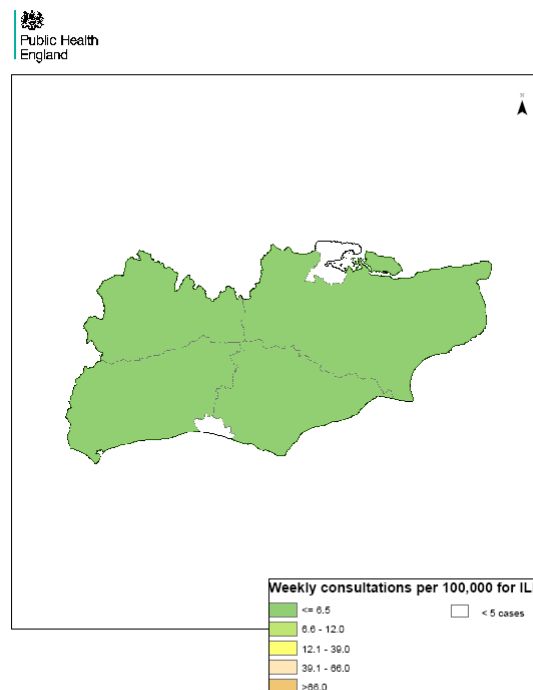 Public Health
England
N
Weekly consultations per 100,000 for IL
<= 6.5
< 5 cases
6.6 - 12.0
12.1 - 39.0
39.1 - 66.0
>66.0